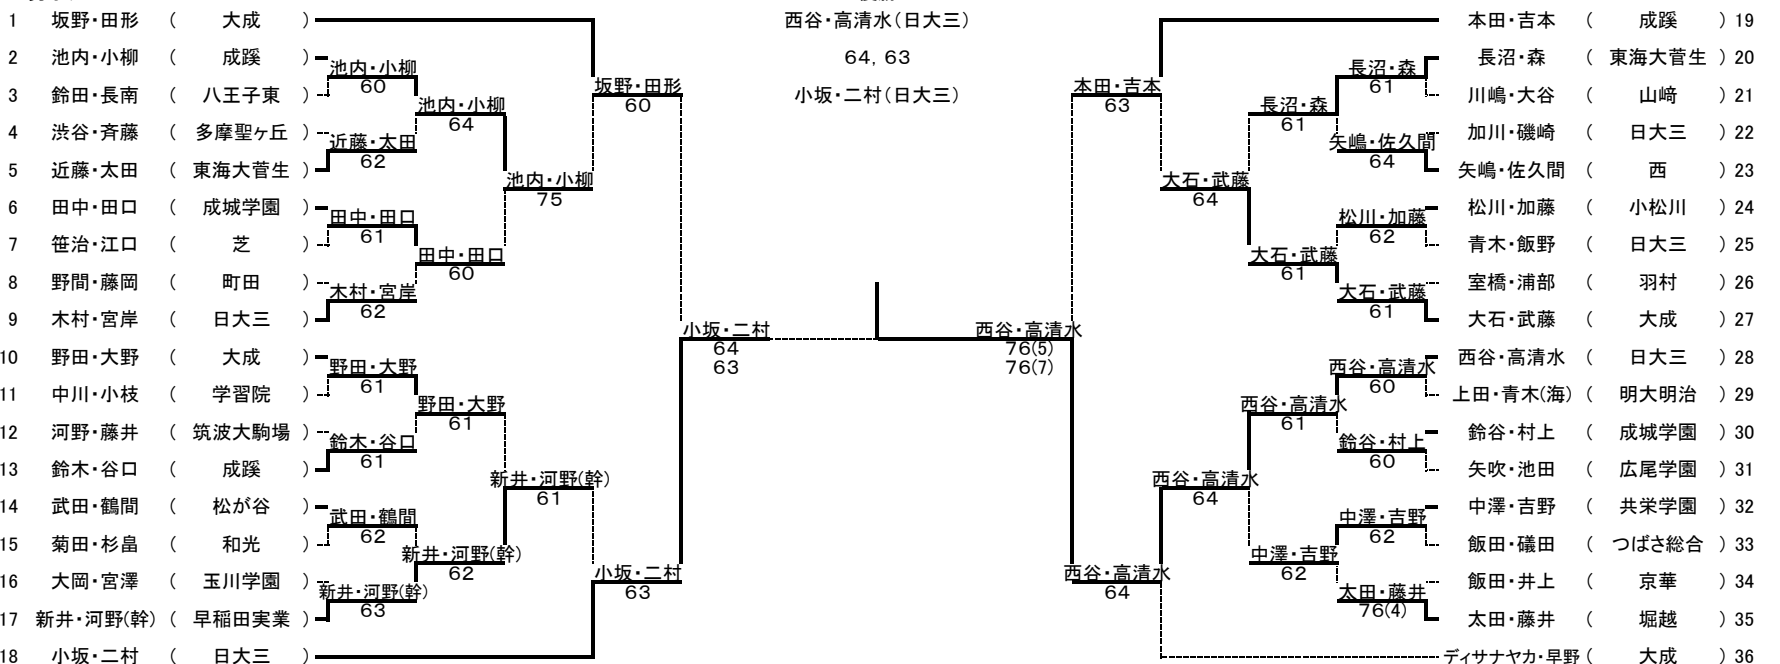 1 坂野・田形 ( 大成 )
2 池内・小柳 ( 成蹊 )
3 鈴田・長南 ( 八王子東 )
4 渋谷・斉藤 ( 多摩聖ヶ丘 )
5 近藤・太田 ( 東海大菅生 )
6 田中・田口 ( 成城学園 )
7 笹治・江口 ( 芝 )
8 野間・藤岡 ( 町田 )
9 木村・宮岸 ( 日大三 )
10 野田・大野 ( 大成 )
11 中川・小枝 ( 学習院 )
12 河野・藤井 ( 筑波大駒場 )
13 鈴木・谷口 ( 成蹊 )
14 武田・鶴間 ( 松が谷 )
15 菊田・杉畠 ( 和光 )
16 大岡・宮澤 ( 玉川学園 )
17 新井・河野(幹) ( 早稲田実業 )
18 小坂・二村 ( 日大三 )
池内・小柳
60
近藤・太田
62
田中・田口
61
木村・宮岸
62
野田・大野
61
鈴木・谷口
61
武田・鶴間
62
新井・河野(幹)
63
池内・小柳
64
田中・田口
60
野田・大野
61
新井・河野(幹)
62
池内・小柳
75
新井・河野(幹)
61
坂野・田形
60
小坂・二村
63
小坂・二村
64
63
西谷・高清水(日大三)
64, 63
小坂・二村(日大三)
西谷・高清水
76(5)
76(7)
本田・吉本
63
西谷・高清水
64
大石・武藤
64
西谷・高清水
64
長沼・森
61
大石・武藤
61
西谷・高清水
61
中澤・吉野
62
長沼・森
61
矢嶋・佐久間
64
松川・加藤
62
大石・武藤
61
西谷・高清水
60
鈴谷・村上
60
中澤・吉野
62
太田・藤井
76(4)
本田・吉本 ( 成蹊 ) 19
長沼・森 ( 東海大菅生 ) 20
川嶋・大谷 ( 山﨑 ) 21
加川・磯崎 ( 日大三 ) 22
矢嶋・佐久間 ( 西 ) 23
松川・加藤 ( 小松川 ) 24
青木・飯野 ( 日大三 ) 25
室橋・浦部 ( 羽村 ) 26
大石・武藤 ( 大成 ) 27
西谷・高清水 ( 日大三 ) 28
上田・青木(海) ( 明大明治 ) 29
鈴谷・村上 ( 成城学園 ) 30
矢吹・池田 ( 広尾学園 ) 31
中澤・吉野 ( 共栄学園 ) 32
飯田・礒田 ( つばさ総合 ) 33
飯田・井上 ( 京華 ) 34
太田・藤井 ( 堀越 ) 35
ディサナヤカ・早野 ( 大成 ) 36